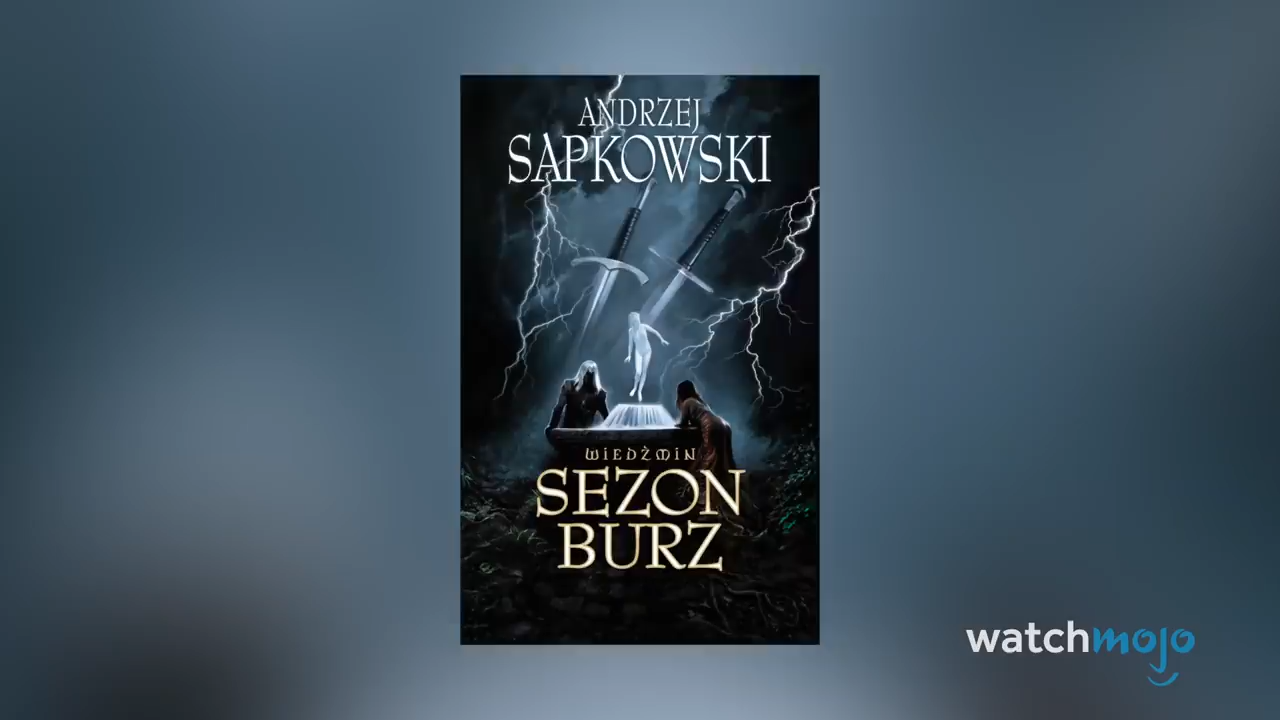 ANDRZEJ
SAPKOWSKI
WIEDŹMIN
SEZON
BURZ
watchmojo